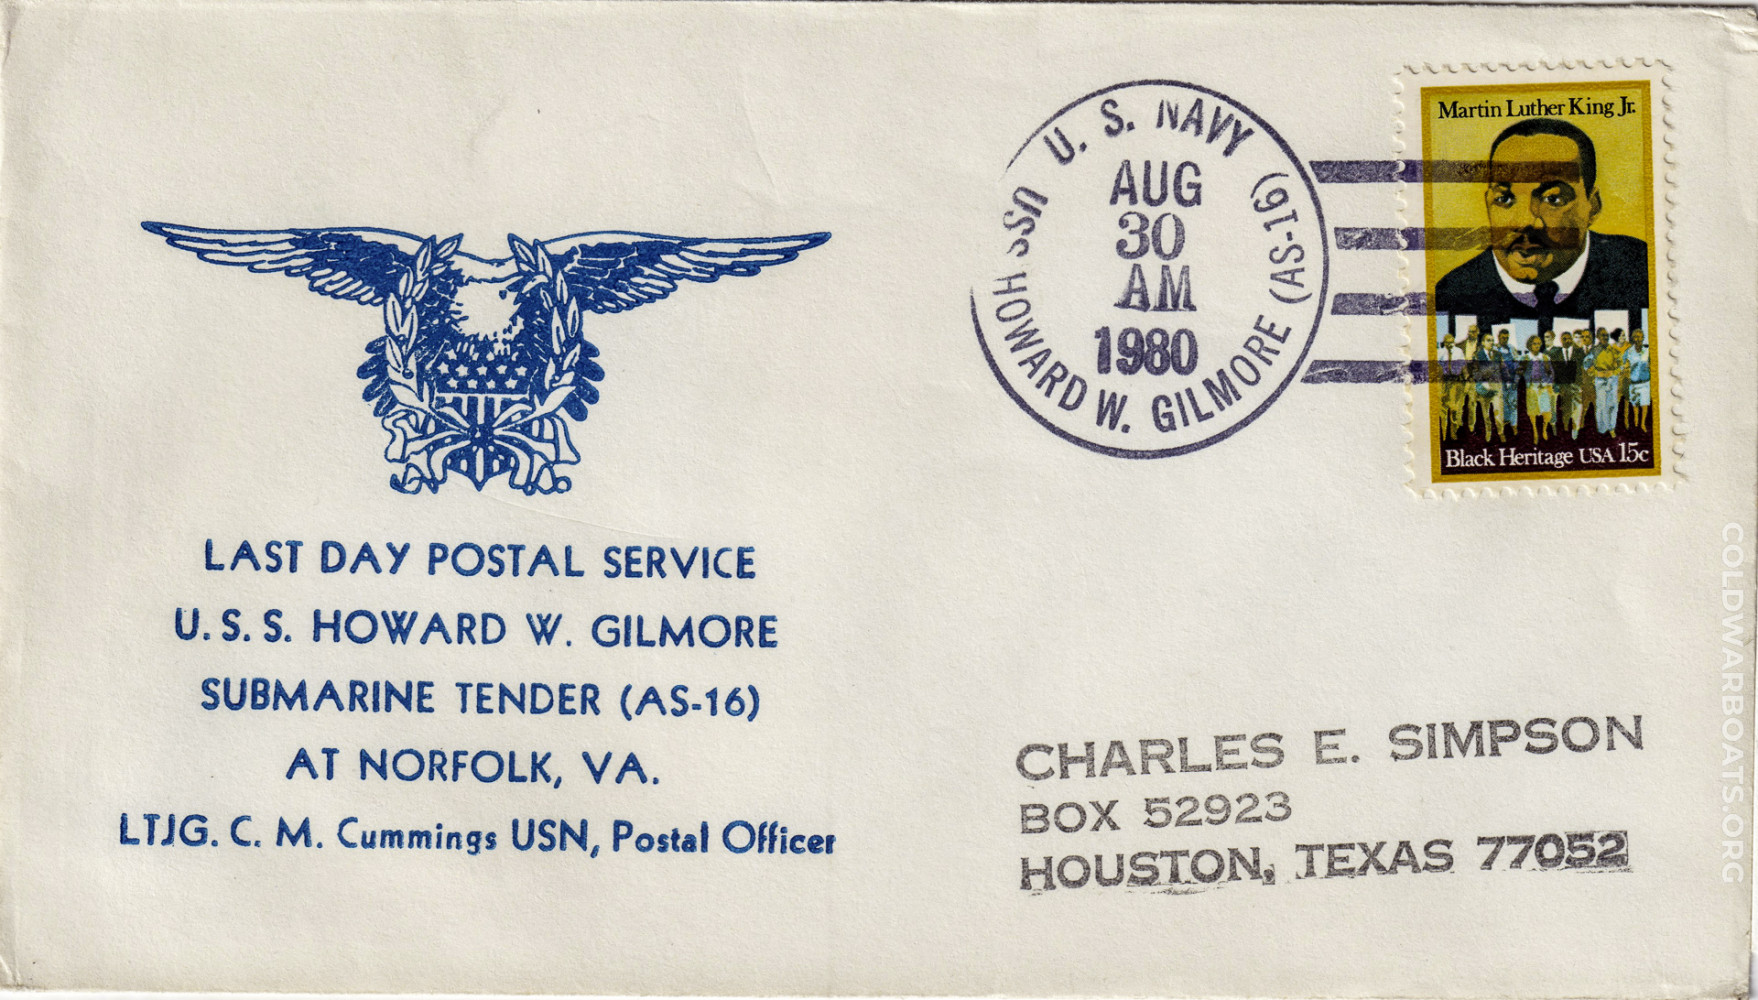 LAST DAY POSTAL SERVICE
U.S.S. HOWARD W. GILMORE
SUBMARINE TENDER (AS-16)
AT NORFOLK, VA.
LTJG. C. M. Cummings USN, Postal Officer
U. S. NAVY
USS HOWARD W. GILMORE (AS-16)
AUG
30
AM
1980
Martin Luther King Jr.
Black Heritage USA 15c
CHARLES E. SIMPSON
BOX 52923
HOUSTON, TEXAS 77052
COLDWARBOATS.ORG